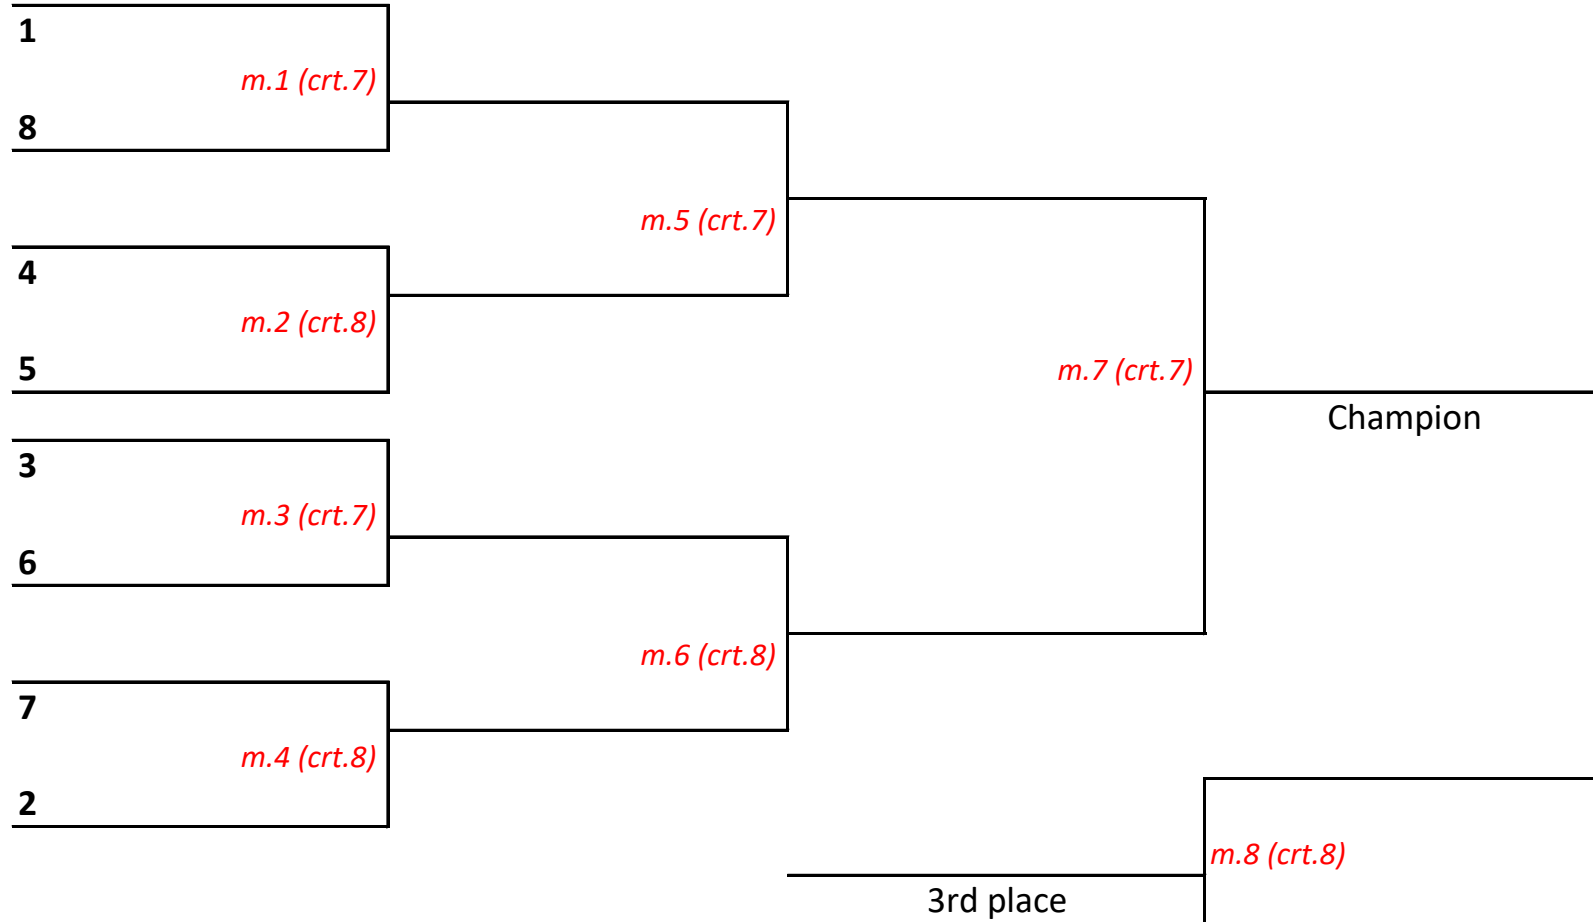 1
m.1 (crt.7)
8
m.5 (crt.7)
4
m.2 (crt.8)
5
m.7 (crt.7)
Champion
3
m.3 (crt.7)
6
m.6 (crt.8)
7
m.4 (crt.8)
2
m.8 (crt.8)
3rd place